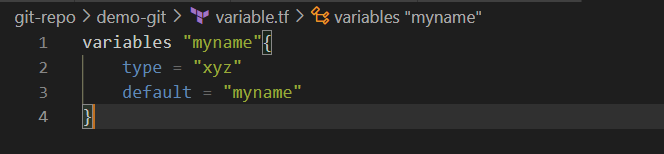 git-repo > demo-git > variable.tf > variables "myname"
1 variables "myname"{
2 type = "xyz"
3 default = "myname"
4 }